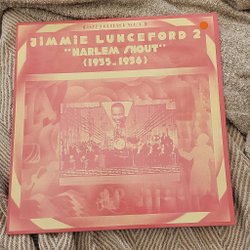 JIMMIE LUNCEFORD 2
"HARLEM SHOUT"
(1935-1936)